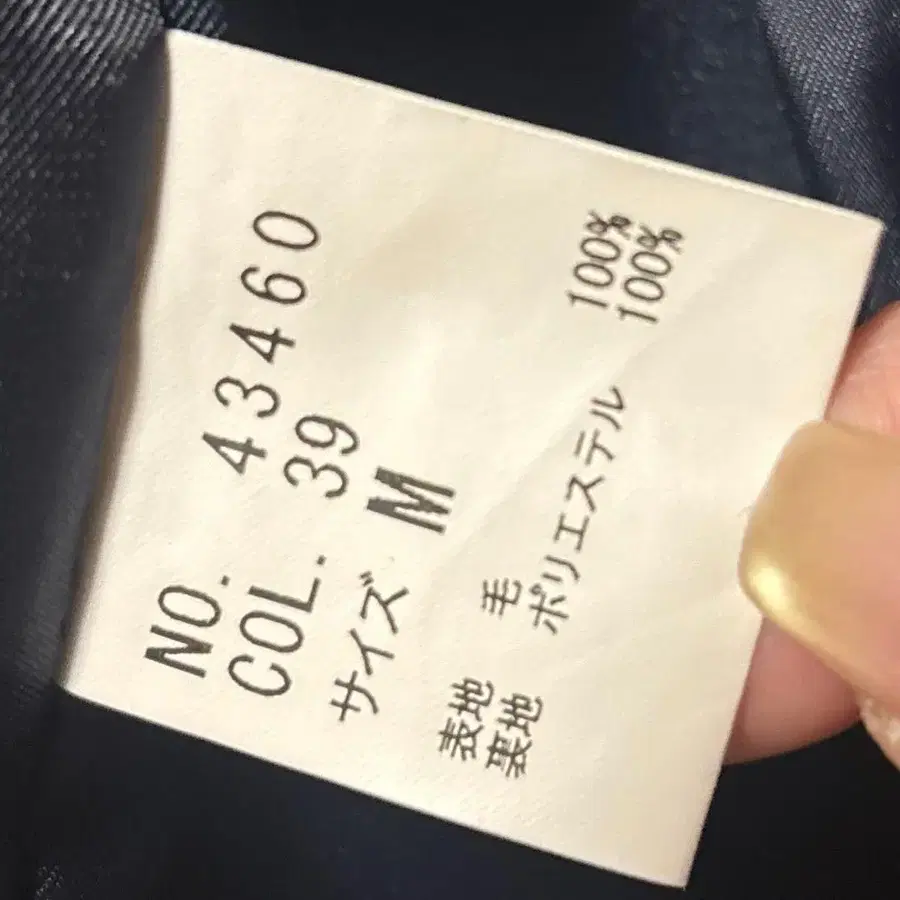 NO. 43460
COL. 39
サイズ M
表地 毛 100%
裏地 ポリエステル 100%